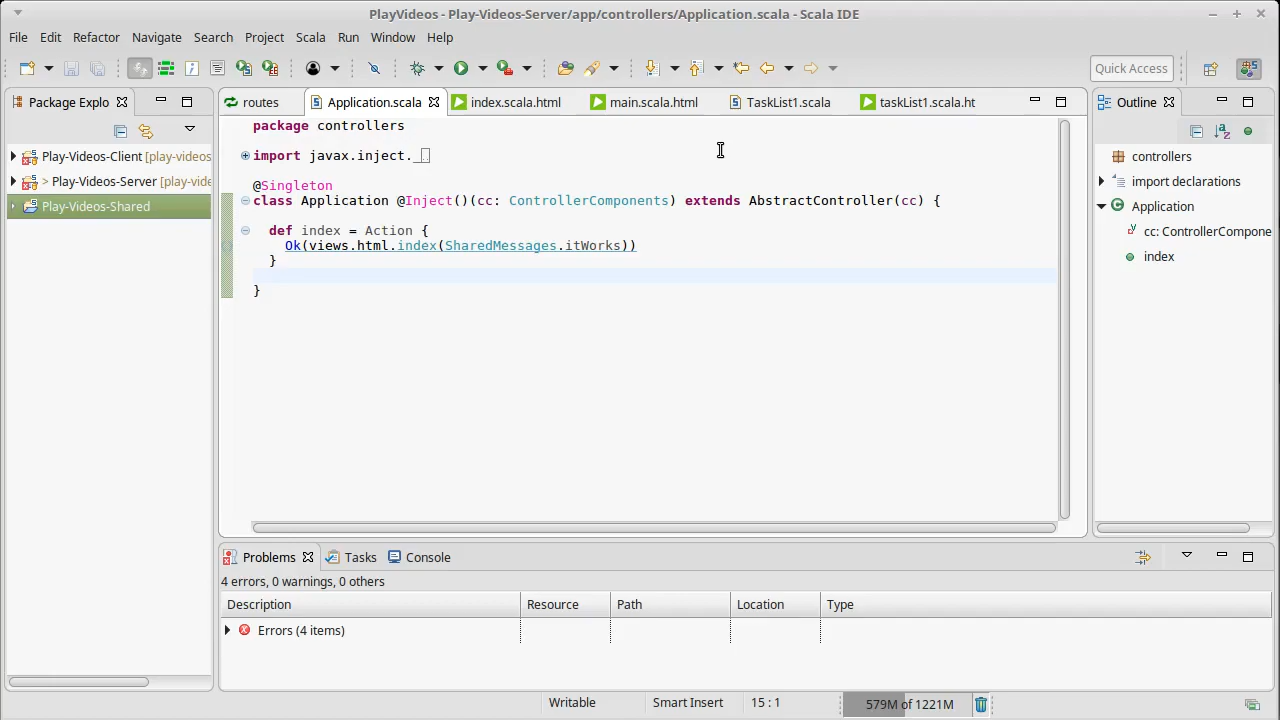 PlayVideos - Play-Videos-Server/app/controllers/Application.scala - Scala IDE
File Edit Refactor Navigate Search Project Scala Run Window Help
Quick Access
Package Explo
routes Application.scala index.scala.html main.scala.html TaskList1.scala taskList1.scala.ht
Outline
Play-Videos-Client [play-videos
> Play-Videos-Server [play-vide
Play-Videos-Shared
package controllers
import javax.inject._
@Singleton
class Application @Inject()(cc: ControllerComponents) extends AbstractController(cc) {
def index = Action {
Ok(views.html.index(SharedMessages.itWorks))
}
}
controllers
import declarations
Application
cc: ControllerCompone
index
Problems Tasks Console
4 errors, 0 warnings, 0 others
Description Resource Path Location Type
Errors (4 items)
Writable Smart Insert 15 : 1 579M of 1221M